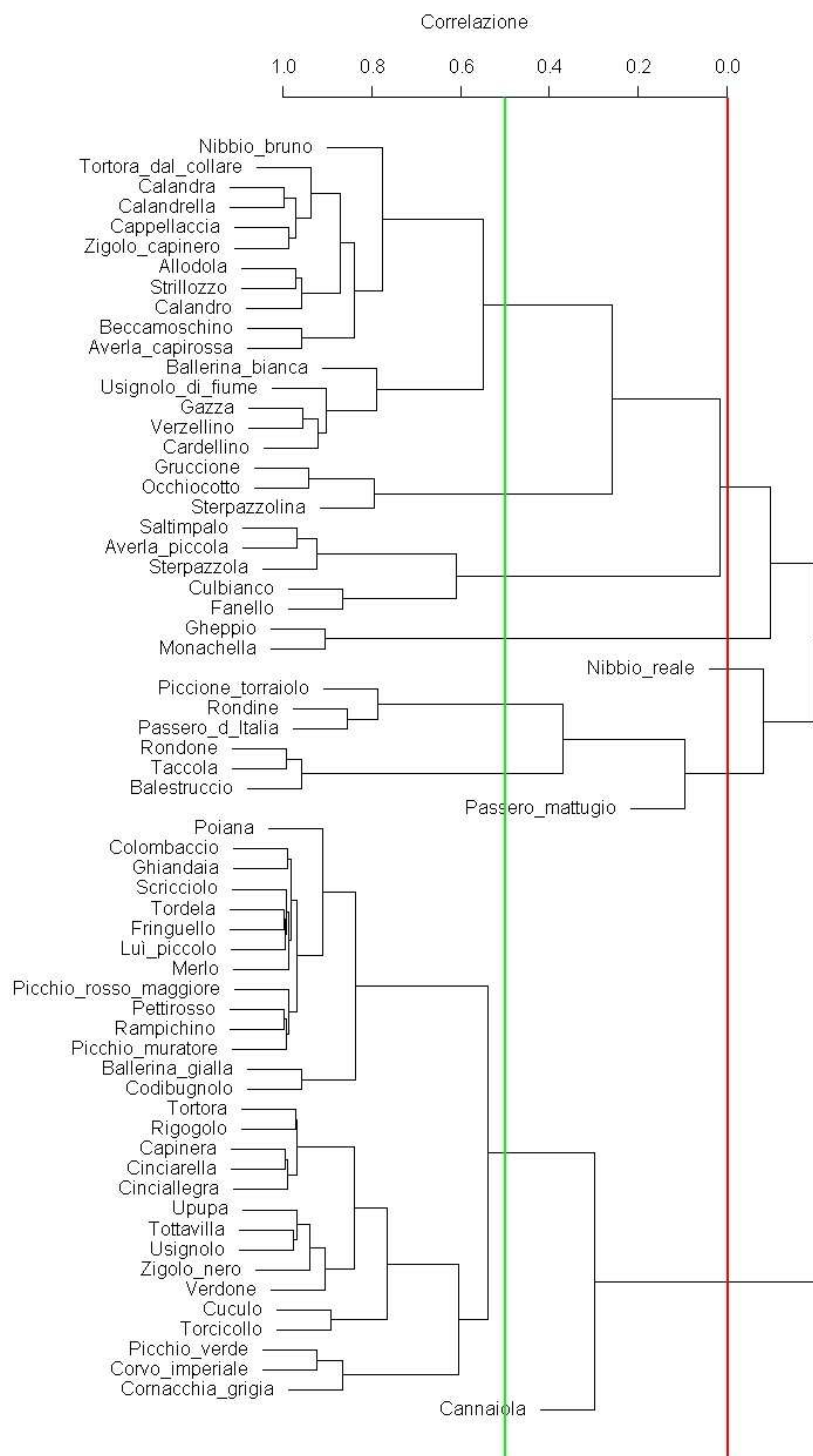 Correlazione
1.0 0.8 0.6 0.4 0.2 0.0
Nibbio_bruno
Tortora_dal_collare
Calandra
Calandrella
Cappellaccia
Zigolo_capinero
Allodola
Strillozzo
Calandro
Beccamoschino
Averla_capirossa
Ballerina_bianca
Usignolo_di_fiume
Gazza
Verzellino
Cardellino
Gruccione
Occhiocotto
Sterpazzolina
Saltimpalo
Averla_piccola
Sterpazzola
Culbianco
Fanello
Gheppio
Monachella
Nibbio_reale
Piccione_torraiolo
Rondine
Passero_d_Italia
Rondone
Taccola
Balestruccio
Passero_mattugio
Poiana
Colombaccio
Ghiandaia
Scricciolo
Tordela
Fringuello
Luì_piccolo
Merlo
Picchio_rosso_maggiore
Pettirosso
Rampichino
Picchio_muratore
Ballerina_gialla
Codibugnolo
Tortora
Rigogolo
Capinera
Cinciarella
Cinciallegra
Upupa
Tottavilla
Usignolo
Zigolo_nero
Verdone
Cuculo
Torcicollo
Picchio_verde
Corvo_imperiale
Cornacchia_grigia
Cannaiola